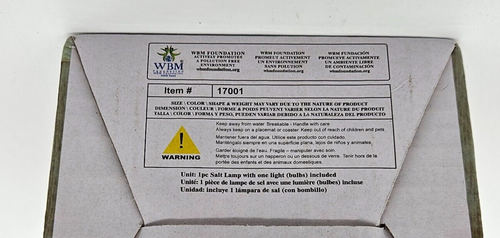 WBM
WBM FOUNDATION
ACTIVELY PROMOTES
A POLLUTION FREE
ENVIRONMENT
wbmfoundation.org
WBM FOUNDATION
PROMEUT ACTIVEMENT
UN ENVIRONNEMENT
SANS POLLUTION
wbmfoundation.org
WBM FUNDACIÓN
PROMUEVE ACTIVAMENTE
UN AMBIENTE LIBRE
DE CONTAMINACIÓN
wbmfoundation.org
Item # 17001
SIZE \ COLOR \ SHAPE & WEIGHT MAY VARY DUE TO THE NATURE OF PRODUCT
DIMENSION \ COULEUR \ FORME & POIDS PEUVENT VARIER SELON LA NATURE DU PRODUIT
TALLA \ COLOR \ FORMA Y PESO, PUEDEN VARIAR DEBIDO A LA NATURALEZA DEL PRODUCTO
WARNING
Keep away from water. Breakable - Handle with care
Always keep on a placemat or coaster. Keep out of reach of children and pets.
Mantener fuera del agua. Utilice este producto con cuidado.
Manténgalo siempre en una superficie plana, lejos de niños y animales.
Garder éloigné de l'eau. Fragile – manipuler avec soin.
Mettre toujours sur un napperon ou un dessous de verre. Tenir hors de la
portée des enfants et des animaux domestiques.
Unit: 1pc Salt Lamp with one light (bulbs) included
Unité: 1 pièce de lampe de sel avec une lumière (bulbes) incluse
Unidad: incluye 1 lámpara de sal (con bombillo)